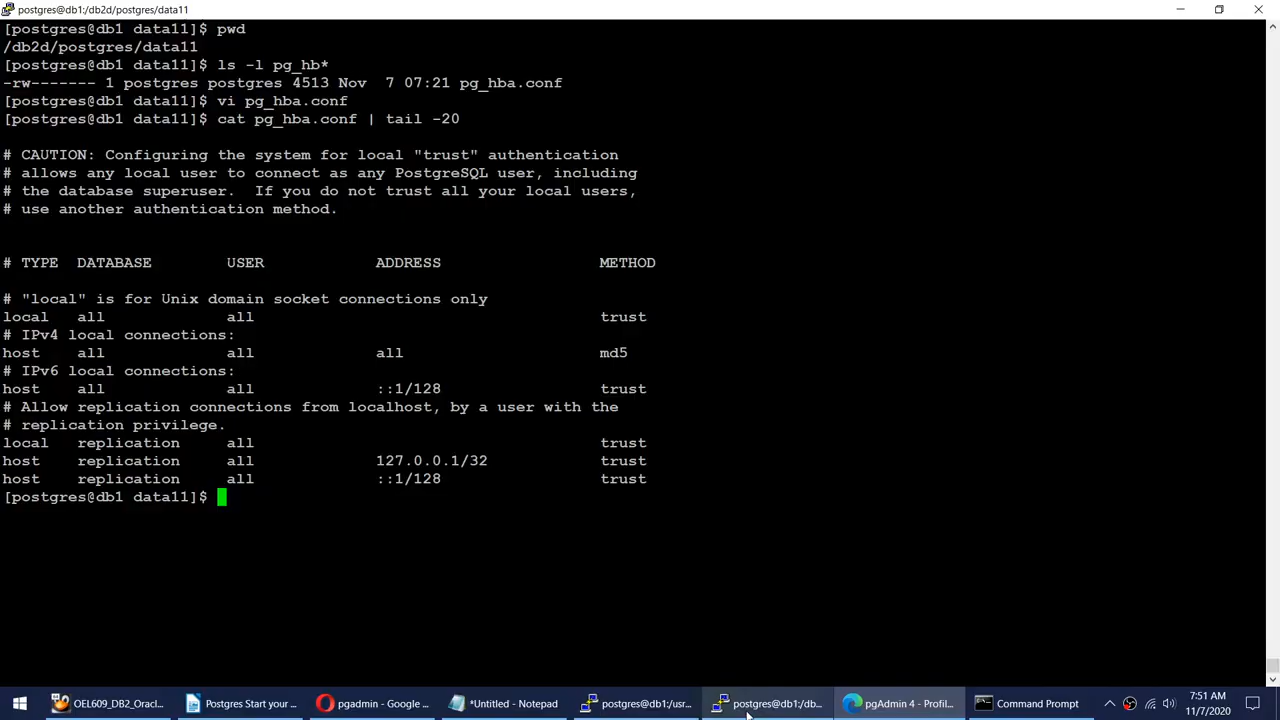 postgres@db1:/db2d/postgres/data11
[postgres@db1 data11]$ pwd
/db2d/postgres/data11
[postgres@db1 data11]$ ls -l pg_hb*
-rw------- 1 postgres postgres 4513 Nov  7 07:21 pg_hba.conf
[postgres@db1 data11]$ vi pg_hba.conf
[postgres@db1 data11]$ cat pg_hba.conf | tail -20
# CAUTION: Configuring the system for local "trust" authentication
# allows any local user to connect as any PostgreSQL user, including
# the database superuser.  If you do not trust all your local users,
# use another authentication method.
# TYPE  DATABASE        USER            ADDRESS                 METHOD
# "local" is for Unix domain socket connections only
local   all             all                                     trust
# IPv4 local connections:
host    all             all             all                     md5
# IPv6 local connections:
host    all             all             ::1/128                 trust
# Allow replication connections from localhost, by a user with the
# replication privilege.
local   replication     all                                     trust
host    replication     all             127.0.0.1/32            trust
host    replication     all             ::1/128                 trust
[postgres@db1 data11]$
OEL609_DB2_Oracl... Postgres Start your ... pgadmin - Google ... *Untitled - Notepad postgres@db1:/usr... postgres@db1:/db... pgAdmin 4 - Profil... Command Prompt 7:51 AM
11/7/2020